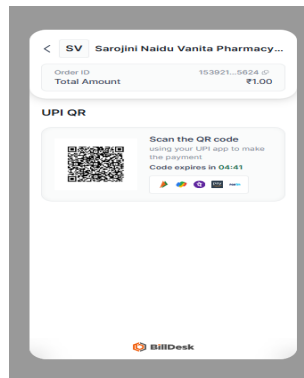 SV Sarojini Naidu Vanita Pharmacy...
Order ID 153921...5624
Total Amount ₹1.00
UPI QR
Scan the QR code
using your UPI app to make
the payment
Code expires in 04:41
BillDesk